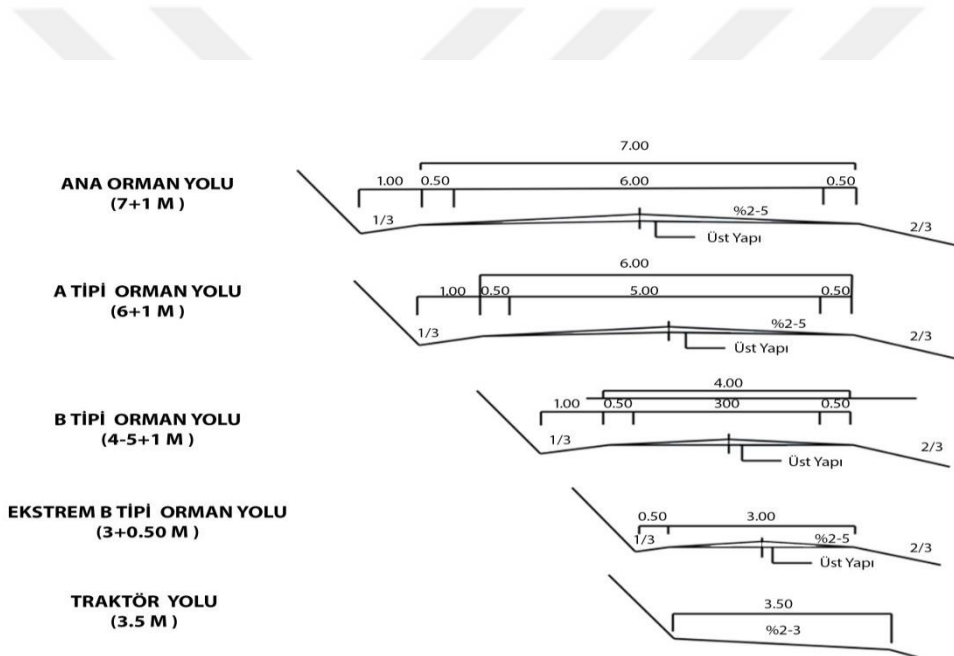 7.00
ANA ORMAN YOLU
(7+1 M )
1.00 0.50 6.00 0.50
1/3 %2-5 2/3
Üst Yapı
6.00
A TİPİ ORMAN YOLU
(6+1 M )
1.00 0.50 5.00 0.50
1/3 %2-5 2/3
Üst Yapı
4.00
B TİPİ ORMAN YOLU
(4-5+1 M )
1.00 0.50 300 0.50
1/3 2/3
Üst Yapı
EKSTREM B TİPİ ORMAN YOLU
(3+0.50 M )
0.50 3.00
1/3 %2-5 2/3
Üst Yapı
TRAKTÖR YOLU
(3.5 M )
3.50
%2-3